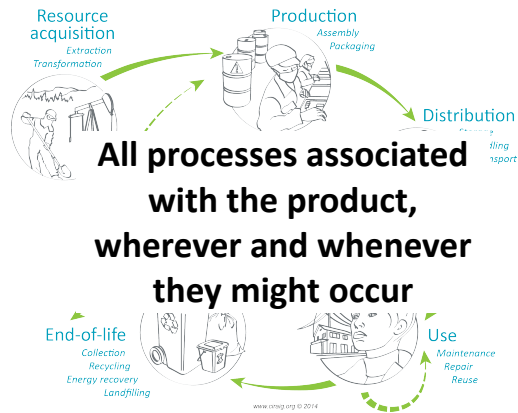 Resource
acquisition
Extraction
Transformation
Production
Assembly
Packaging
Distribution
All processes associated
with the product,
wherever and whenever
they might occur
End-of-life
Collection
Recycling
Energy recovery
Landfilling
Use
Maintenance
Repair
Reuse
www.ciraig.org © 2014